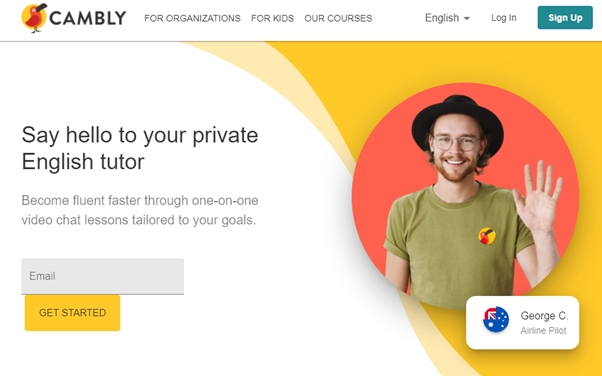 CAMBLY
FOR ORGANIZATIONS FOR KIDS OUR COURSES English Log In Sign Up
Say hello to your private
English tutor
Become fluent faster through one-on-one
video chat lessons tailored to your goals.
Email
GET STARTED
George C.
Airline Pilot